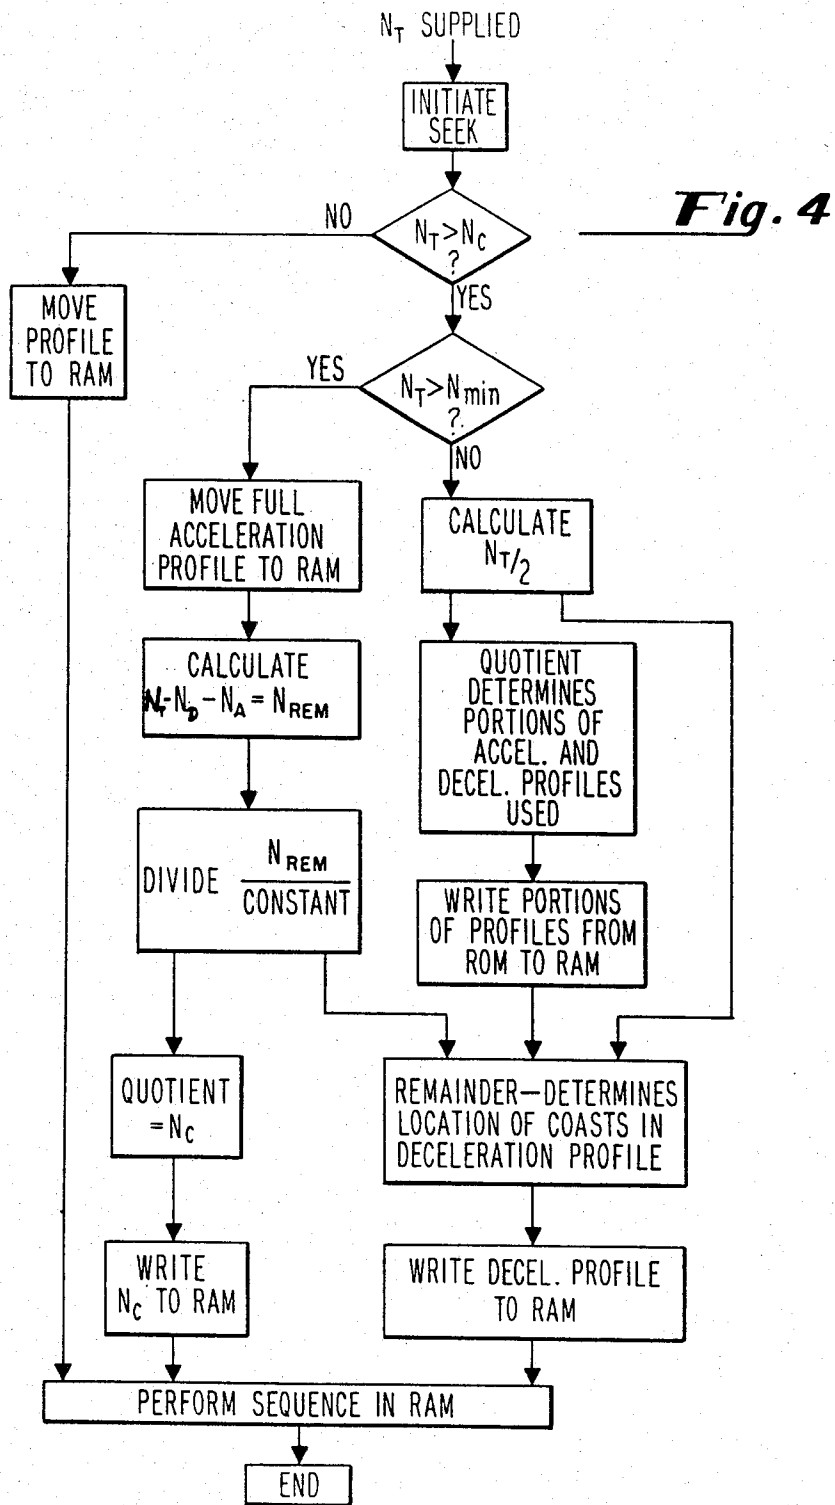 N_T SUPPLIED
INITIATE
SEEK
Fig. 4
NO
N_T > N_C
?
YES
MOVE
PROFILE
TO RAM
YES
N_T > N_min
?
NO
MOVE FULL
ACCELERATION
PROFILE TO RAM
CALCULATE
N_T/2
CALCULATE
N_T - N_D - N_A = N_REM
QUOTIENT
DETERMINES
PORTIONS OF
ACCEL. AND
DECEL. PROFILES
USED
DIVIDE N_REM
CONSTANT
WRITE PORTIONS
OF PROFILES FROM
ROM TO RAM
QUOTIENT
= N_C
REMAINDER—DETERMINES
LOCATION OF COASTS IN
DECELERATION PROFILE
WRITE
N_C TO RAM
WRITE DECEL. PROFILE
TO RAM
PERFORM SEQUENCE IN RAM
END